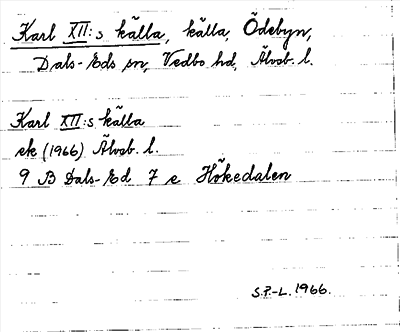 Karl XII:s källa, källa, Ödebyn,
Dals-Eds sn, Vedbo hd, Älvsb. l.
Karl XII:s källa
ek (1966) Älvsb. l.
9 B Dals-Ed 7 e Hökedalen
S.P.-L. 1966.